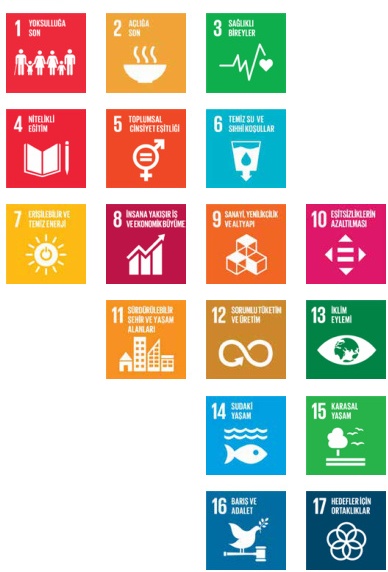 1 YOKSULLUĞA
SON
2 AÇLIĞA
SON
3 SAĞLIKLI
BİREYLER
4 NİTELİKLİ
EĞİTİM
5 TOPLUMSAL
CİNSİYET EŞİTLİĞİ
6 TEMİZ SU VE
SIHHİ KOŞULLAR
7 ERİŞİLEBİLİR VE
TEMİZ ENERJİ
8 İNSANA YAKIŞIR İŞ
VE EKONOMİK BÜYÜME
9 SANAYİ, YENİLİKÇİLİK
VE ALTYAPI
10 EŞİTSİZLİKLERİN
AZALTILMASI
11 SÜRDÜRÜLEBİLİR
ŞEHİR VE YAŞAM
ALANLARI
12 SORUMLU TÜKETİM
VE ÜRETİM
13 İKLİM
EYLEMİ
14 SUDAKİ
YAŞAM
15 KARASAL
YAŞAM
16 BARIŞ VE
ADALET
17 HEDEFLER İÇİN
ORTAKLIKLAR